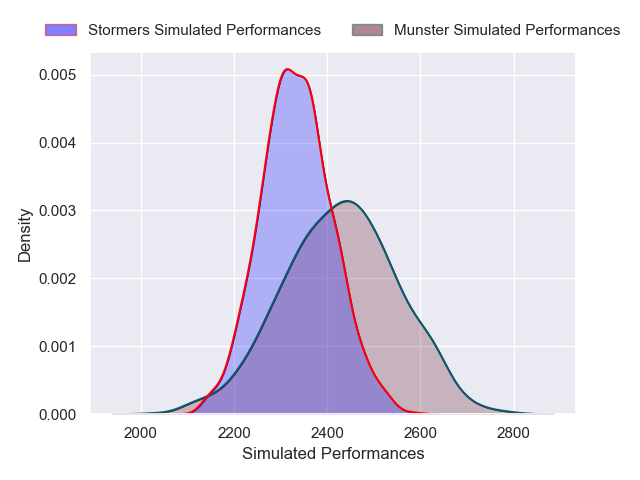 Stormers Simulated Performances Munster Simulated Performances
0.005
0.004
0.003
0.002
0.001
0.000
Density
2000 2200 2400 2600 2800
Simulated Performances